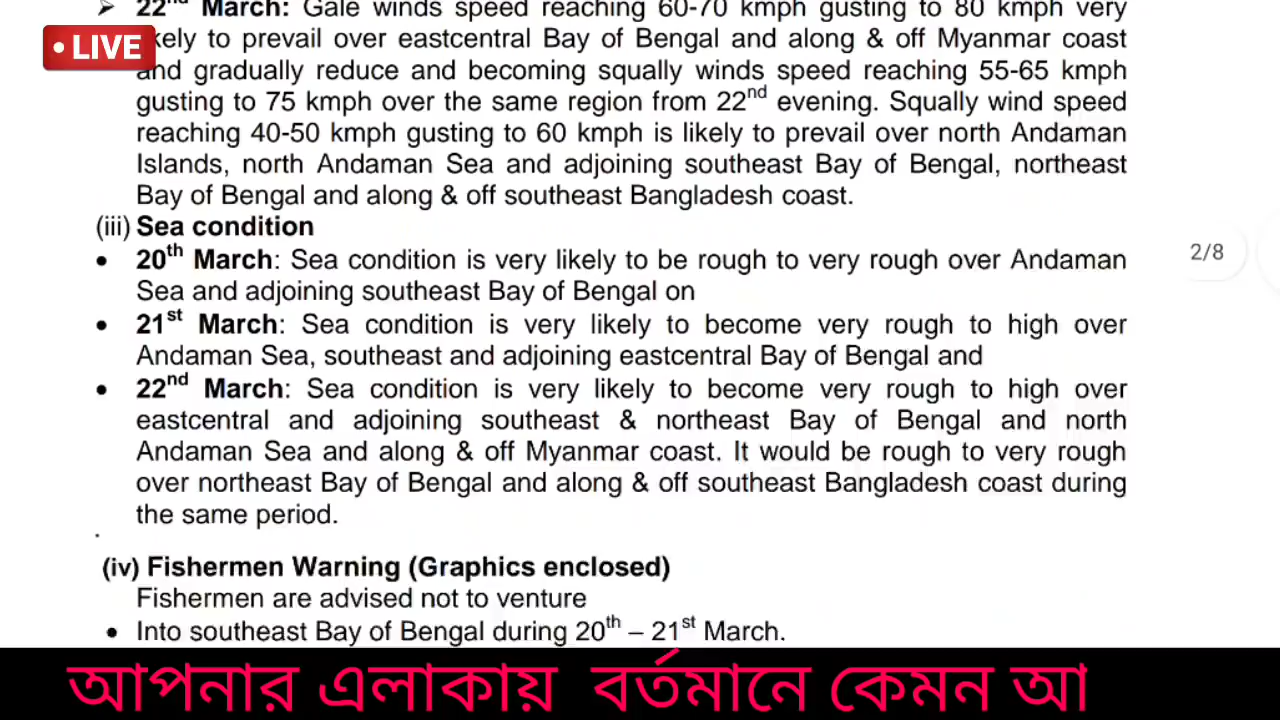 ➤ 22nd March: Gale winds speed reaching 60-70 kmph gusting to 80 kmph very
• LIVE
kely to prevail over eastcentral Bay of Bengal and along & off Myanmar coast
and gradually reduce and becoming squally winds speed reaching 55-65 kmph
gusting to 75 kmph over the same region from 22nd evening. Squally wind speed
reaching 40-50 kmph gusting to 60 kmph is likely to prevail over north Andaman
Islands, north Andaman Sea and adjoining southeast Bay of Bengal, northeast
Bay of Bengal and along & off southeast Bangladesh coast.
(iii) Sea condition
• 20th March: Sea condition is very likely to be rough to very rough over Andaman
2/8
Sea and adjoining southeast Bay of Bengal on
• 21st March: Sea condition is very likely to become very rough to high over
Andaman Sea, southeast and adjoining eastcentral Bay of Bengal and
• 22nd March: Sea condition is very likely to become very rough to high over
eastcentral and adjoining southeast & northeast Bay of Bengal and north
Andaman Sea and along & off Myanmar coast. It would be rough to very rough
over northeast Bay of Bengal and along & off southeast Bangladesh coast during
the same period.
(iv) Fishermen Warning (Graphics enclosed)
Fishermen are advised not to venture
• Into southeast Bay of Bengal during 20th – 21st March.
আপনার এলাকায় বর্তমানে কেমন আ